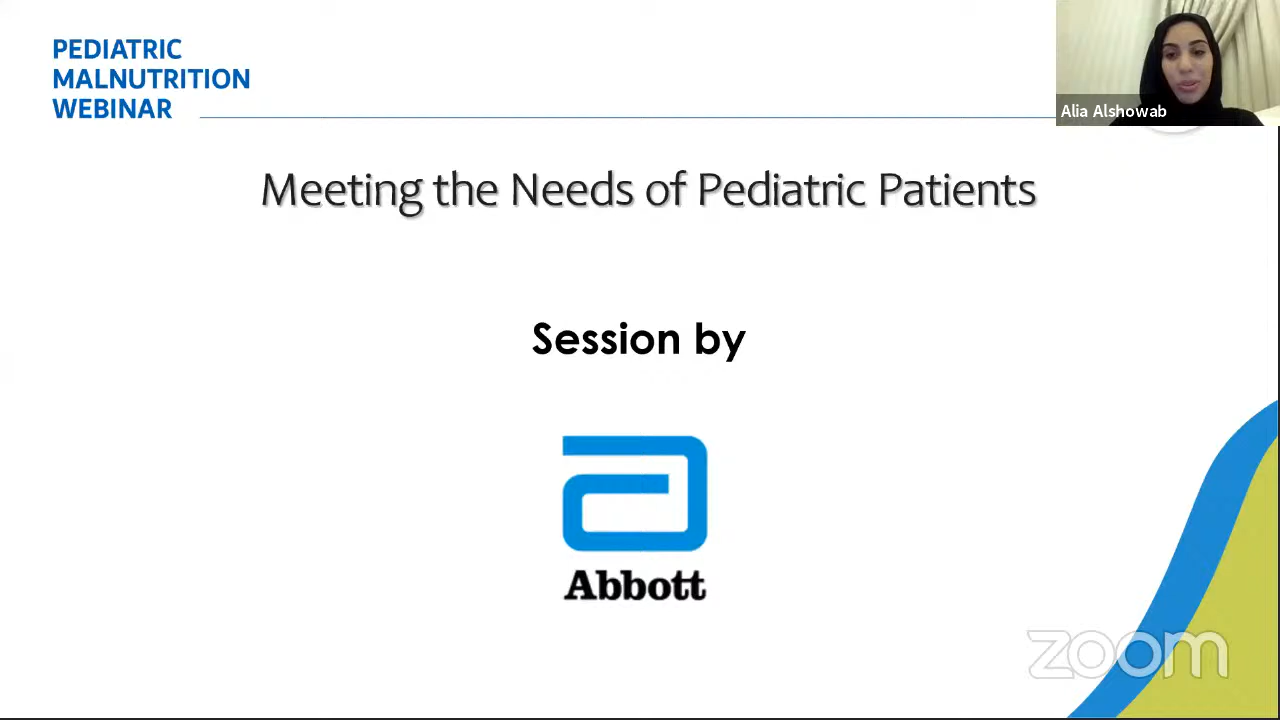 PEDIATRIC
MALNUTRITION
WEBINAR
Alia Alshowab
Meeting the Needs of Pediatric Patients
Session by
Abbott
zoom